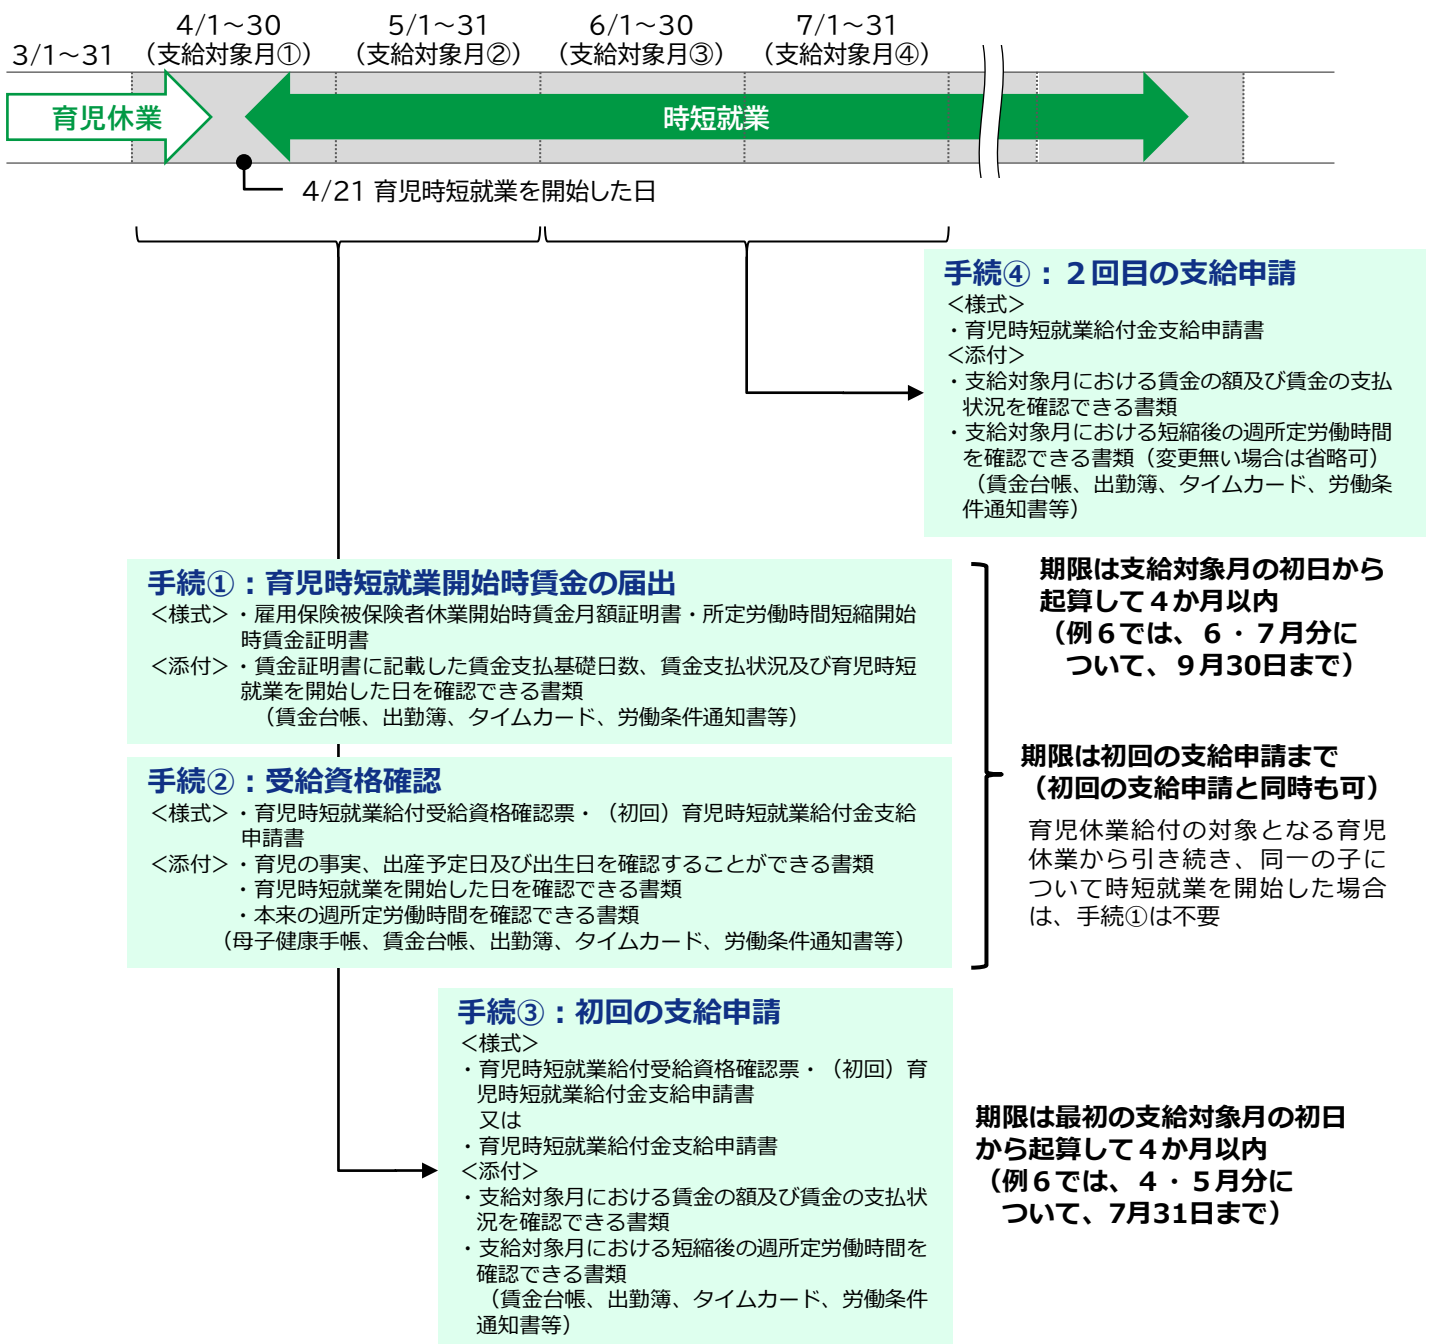 3/1～31
4/1～30
（支給対象月①）
5/1～31
（支給対象月②）
6/1～30
（支給対象月③）
7/1～31
（支給対象月④）
育児休業
時短就業
4/21 育児時短就業を開始した日
手続④：２回目の支給申請
＜様式＞
・育児時短就業給付金支給申請書
＜添付＞
・支給対象月における賃金の額及び賃金の支払
状況を確認できる書類
・支給対象月における短縮後の週所定労働時間
を確認できる書類（変更無い場合は省略可）
（賃金台帳、出勤簿、タイムカード、労働条
件通知書等）
期限は支給対象月の初日から
起算して４か月以内
（例６では、６・７月分に
ついて、９月30日まで）
手続①：育児時短就業開始時賃金の届出
＜様式＞・雇用保険被保険者休業開始時賃金月額証明書・所定労働時間短縮開始
時賃金証明書
＜添付＞・賃金証明書に記載した賃金支払基礎日数、賃金支払状況及び育児時短
就業を開始した日を確認できる書類
（賃金台帳、出勤簿、タイムカード、労働条件通知書等）
手続②：受給資格確認
＜様式＞・育児時短就業給付受給資格確認票・（初回）育児時短就業給付金支給
申請書
＜添付＞・育児の事実、出産予定日及び出生日を確認することができる書類
・育児時短就業を開始した日を確認できる書類
・本来の週所定労働時間を確認できる書類
（母子健康手帳、賃金台帳、出勤簿、タイムカード、労働条件通知書等）
期限は初回の支給申請まで
（初回の支給申請と同時も可）
育児休業給付の対象となる育児
休業から引き続き、同一の子に
ついて時短就業を開始した場合
は、手続①は不要
手続③：初回の支給申請
＜様式＞
・育児時短就業給付受給資格確認票・（初回）育
児時短就業給付金支給申請書
又は
・育児時短就業給付金支給申請書
＜添付＞
・支給対象月における賃金の額及び賃金の支払状
況を確認できる書類
・支給対象月における短縮後の週所定労働時間を
確認できる書類
（賃金台帳、出勤簿、タイムカード、労働条件
通知書等）
期限は最初の支給対象月の初日
から起算して４か月以内
（例６では、４・５月分に
ついて、7月31日まで）